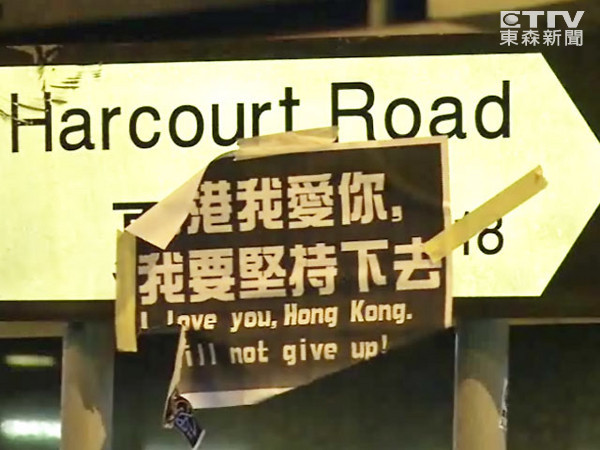 ETTV
東森新聞
Harcourt Road
18
港我愛你,
我要堅持下去
I love you, Hong Kong.
ill not give up!